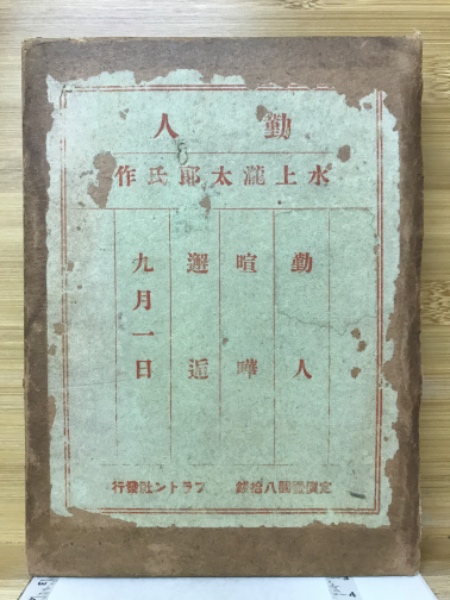 勤人
水上瀧太郎氏作
勤人
喧嘩
邂逅
九月一日
定價壹圓八拾錢 プラトン社發行